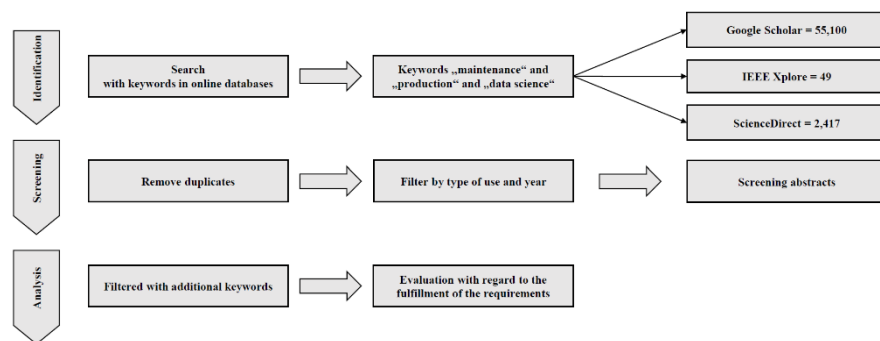 Identification
Search
with keywords in online databases
Keywords „maintenance“ and
„production“ and „data science“
Google Scholar = 55,100
IEEE Xplore = 49
ScienceDirect = 2,417
Screening
Remove duplicates
Filter by type of use and year
Screening abstracts
Analysis
Filtered with additional keywords
Evaluation with regard to the
fulfillment of the requirements